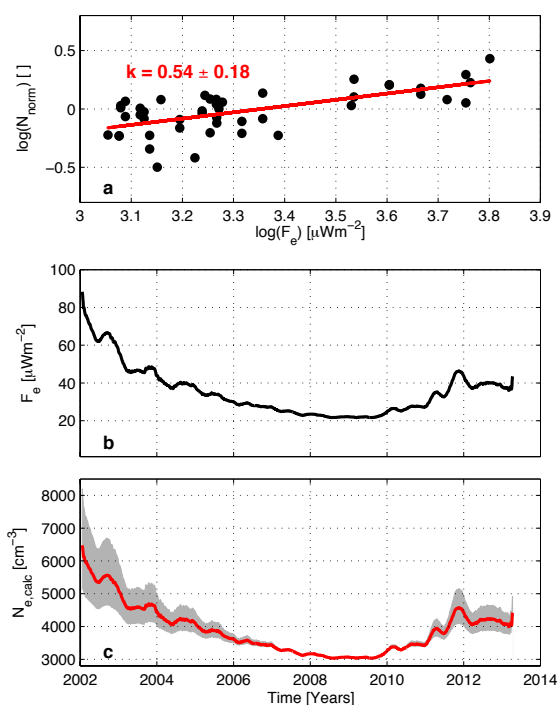 0.5
0
−0.5
log(N_norm) [ ]
k = 0.54 ± 0.18
a
3 3.1 3.2 3.3 3.4 3.5 3.6 3.7 3.8 3.9
log(F_e) [μWm⁻²]
100
80
60
40
20
F_e [μWm⁻²]
b
8000
7000
6000
5000
4000
3000
N_e,calc [cm⁻³]
c
2002 2004 2006 2008 2010 2012 2014
Time [Years]